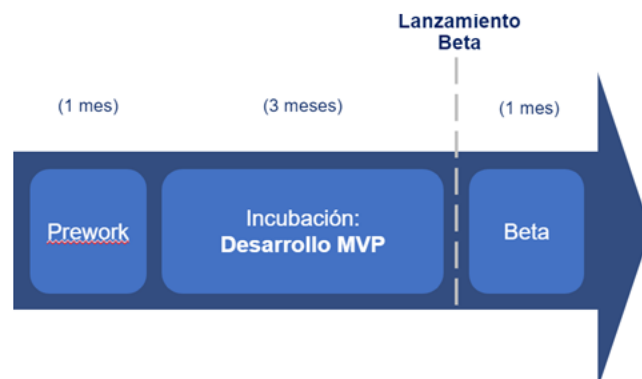 Lanzamiento
Beta
(1 mes)
(3 meses)
(1 mes)
Prework
Incubación:
Desarrollo MVP
Beta